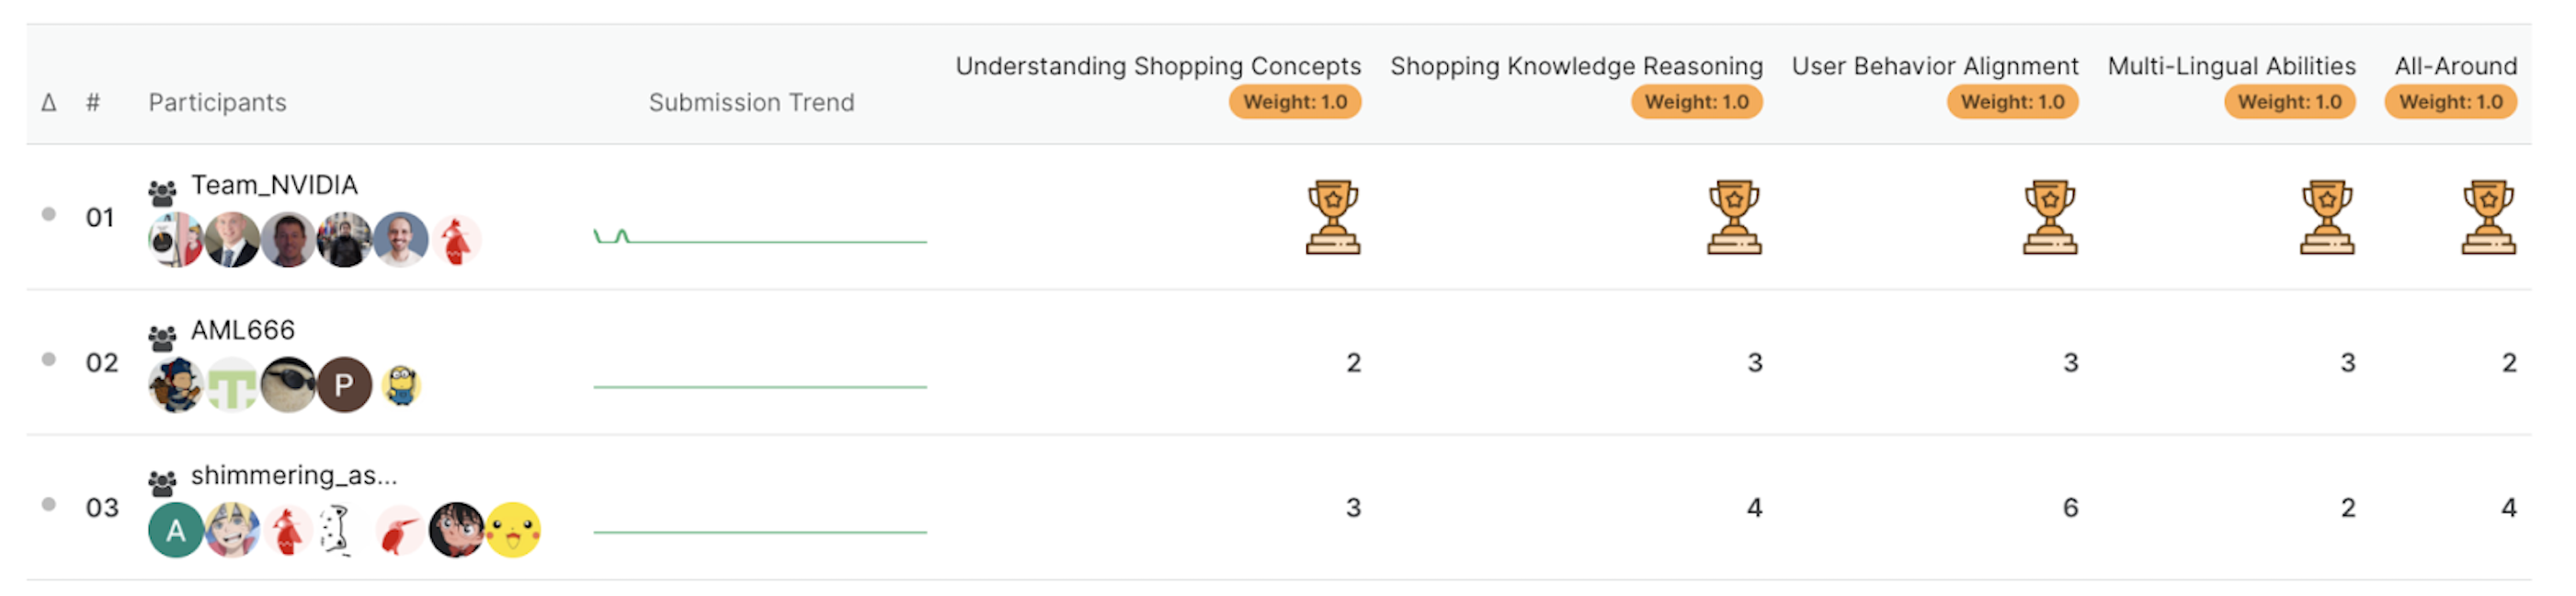 Δ # Participants Submission Trend Understanding Shopping Concepts Shopping Knowledge Reasoning User Behavior Alignment Multi-Lingual Abilities All-Around
Weight: 1.0 Weight: 1.0 Weight: 1.0 Weight: 1.0 Weight: 1.0
01 Team_NVIDIA
02 AML666 2 3 3 3 2
P
03 shimmering_as... 3 4 6 2 4
A